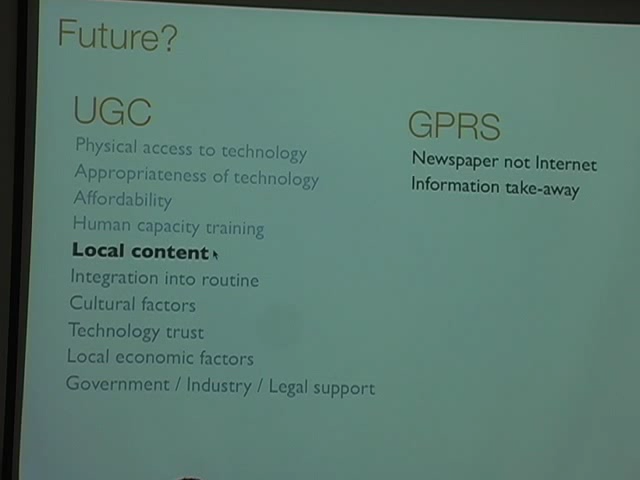 Future?
UGC
Physical access to technology
Appropriateness of technology
Affordability
Human capacity training
Local content
Integration into routine
Cultural factors
Technology trust
Local economic factors
Government / Industry / Legal support
GPRS
Newspaper not Internet
Information take-away